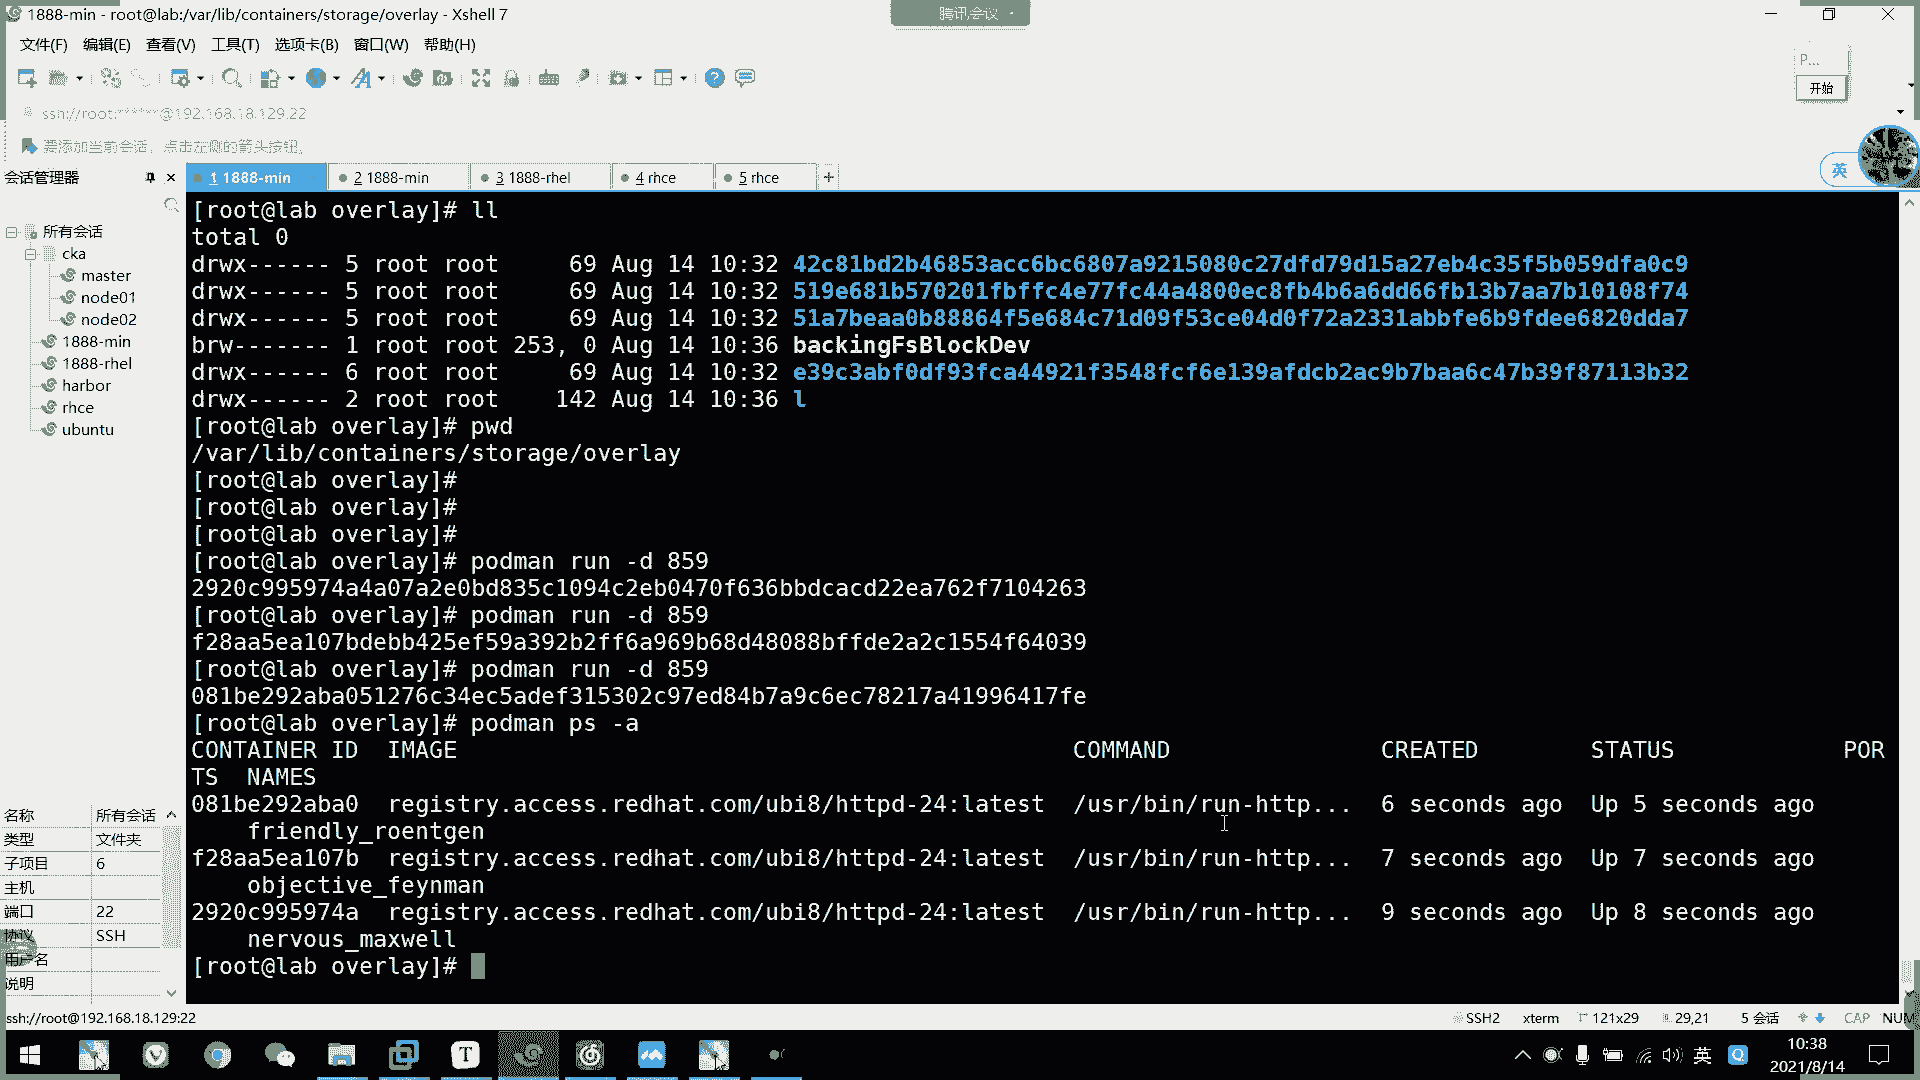 1888-min - root@lab:/var/lib/containers/storage/overlay - Xshell 7
腾讯会议
文件(F) 编辑(E) 查看(V) 工具(T) 选项卡(B) 窗口(W) 帮助(H)
P...
开始
ssh://root:*****@192.168.18.129:22
要添加当前会话，点击左侧的箭头按钮。
英
会话管理器
1 1888-min
2 1888-min
3 1888-rhel
4 rhce
5 rhce
所有会话
cka
master
node01
node02
1888-min
1888-rhel
harbor
rhce
ubuntu
[root@lab overlay]# ll
total 0
drwx------ 5 root root 69 Aug 14 10:32 42c81bd2b46853acc6bc6807a9215080c27dfd79d15a27eb4c35f5b059dfa0c9
drwx------ 5 root root 69 Aug 14 10:32 519e681b570201fbffc4e77fc44a4800ec8fb4b6a6dd66fb13b7aa7b10108f74
drwx------ 5 root root 69 Aug 14 10:32 51a7beaa0b88864f5e684c71d09f53ce04d0f72a2331abbfe6b9fdee6820dda7
brw------- 1 root root 253, 0 Aug 14 10:36 backingFsBlockDev
drwx------ 6 root root 69 Aug 14 10:32 e39c3abf0df93fca44921f3548fcf6e139afdcb2ac9b7baa6c47b39f87113b32
drwx------ 2 root root 142 Aug 14 10:36 l
[root@lab overlay]# pwd
/var/lib/containers/storage/overlay
[root@lab overlay]#
[root@lab overlay]#
[root@lab overlay]#
[root@lab overlay]# podman run -d 859
2920c995974a4a07a2e0bd835c1094c2eb0470f636bbdcacd22ea762f7104263
[root@lab overlay]# podman run -d 859
f28aa5ea107bdebb425ef59a392b2ff6a969b68d48088bffde2a2c1554f64039
[root@lab overlay]# podman run -d 859
081be292aba051276c34ec5adef315302c97ed84b7a9c6ec78217a41996417fe
[root@lab overlay]# podman ps -a
CONTAINER ID IMAGE COMMAND CREATED STATUS POR
TS NAMES
081be292aba0 registry.access.redhat.com/ubi8/httpd-24:latest /usr/bin/run-http... 6 seconds ago Up 5 seconds ago
friendly_roentgen
f28aa5ea107b registry.access.redhat.com/ubi8/httpd-24:latest /usr/bin/run-http... 7 seconds ago Up 7 seconds ago
objective_feynman
2920c995974a registry.access.redhat.com/ubi8/httpd-24:latest /usr/bin/run-http... 9 seconds ago Up 8 seconds ago
nervous_maxwell
[root@lab overlay]#
名称 所有会话
类型 文件夹
子项目 6
主机
端口 22
协议 SSH
用户名
说明
ssh://root@192.168.18.129:22
SSH2 xterm 121x29 29,21 5 会话 CAP NUM
英
10:38
2021/8/14